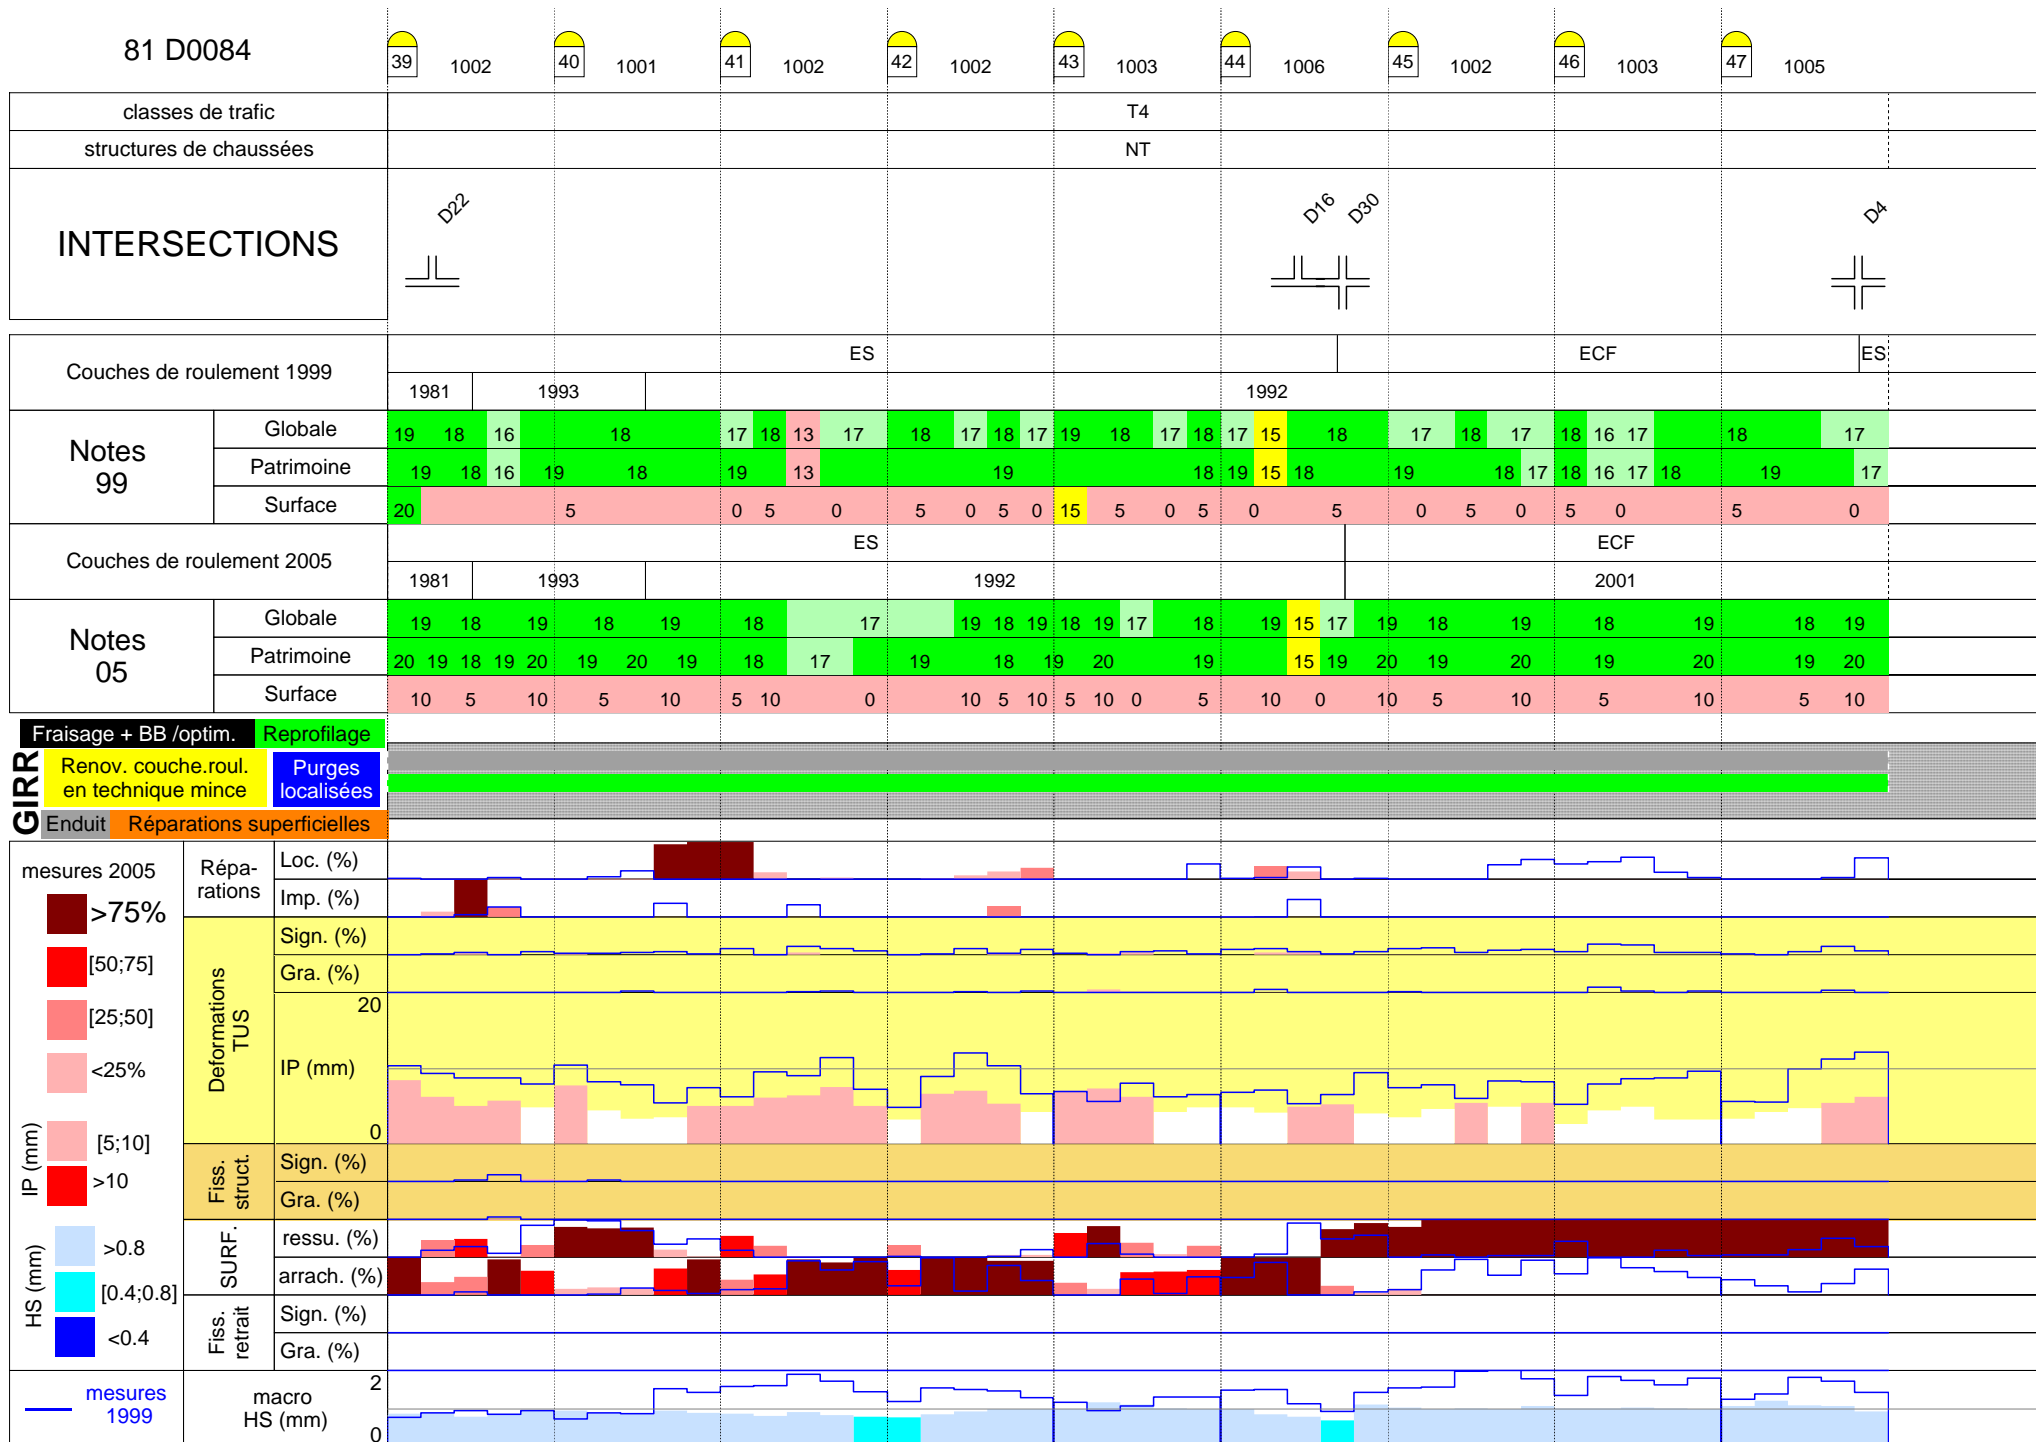 81 D0084
39 1002 40 1001 41 1002 42 1002 43 1003 44 1006 45 1002 46 1003 47 1005
classes de trafic T4
structures de chaussées NT
INTERSECTIONS D22 D16 D30 D4
Couches de roulement 1999 ES ECF ES
1981 1993 1992
Notes 99
Globale 19 18 16 18 17 18 13 17 18 17 18 17 19 18 17 18 17 15 18 17 18 17 18 16 17 18 17
Patrimoine 19 18 16 19 18 19 13 19 18 19 15 18 19 18 17 18 16 17 18 19 17
Surface 20 5 0 5 0 5 0 5 0 15 5 0 5 0 5 0 5 0 5 0 5 0
Couches de roulement 2005 ES ECF
1981 1993 1992 2001
Notes 05
Globale 19 18 19 18 19 18 17 19 18 19 18 19 17 18 19 15 17 19 18 19 18 19 18 19
Patrimoine 20 19 18 19 20 19 20 19 18 17 19 18 19 20 19 15 19 20 19 20 19 20 19 20
Surface 10 5 10 5 10 5 10 0 10 5 10 5 10 0 5 10 0 10 5 10 5 10 5 10
GIRR
Fraisage + BB /optim. Reprofilage
Renov. couche.roul.
en technique mince
Purges
localisées
Enduit Réparations superficielles
mesures 2005
>75%
[50;75]
[25;50]
<25%
IP (mm)
[5;10]
>10
HS (mm)
>0.8
[0.4;0.8]
<0.4
mesures
1999
Répa-
rations
Loc. (%)
Imp. (%)
Deformations
TUS
Sign. (%)
Gra. (%)
20
IP (mm)
0
Fiss.
struct.
Sign. (%)
Gra. (%)
SURF.
ressu. (%)
arrach. (%)
Fiss.
retrait
Sign. (%)
Gra. (%)
macro
HS (mm)
2
0